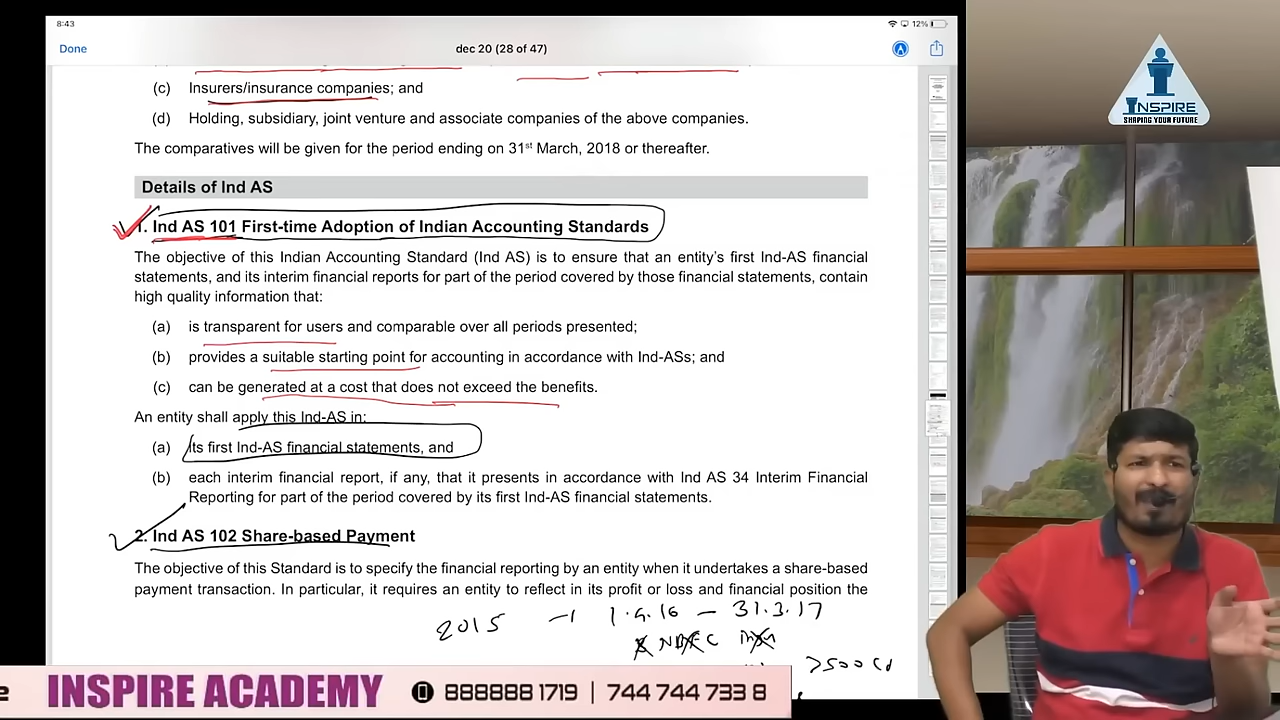 8:43
12%
Done
dec 20 (28 of 47)
(c) Insurers/insurance companies; and
(d) Holding, subsidiary, joint venture and associate companies of the above companies.
The comparatives will be given for the period ending on 31st March, 2018 or thereafter.
Details of Ind AS
1. Ind AS 101 First-time Adoption of Indian Accounting Standards
The objective of this Indian Accounting Standard (Ind AS) is to ensure that an entity's first Ind-AS financial
statements, and its interim financial reports for part of the period covered by those financial statements, contain
high quality information that:
(a) is transparent for users and comparable over all periods presented;
(b) provides a suitable starting point for accounting in accordance with Ind-ASs; and
(c) can be generated at a cost that does not exceed the benefits.
An entity shall apply this Ind-AS in:
(a) its first Ind-AS financial statements, and
(b) each interim financial report, if any, that it presents in accordance with Ind AS 34 Interim Financial
Reporting for part of the period covered by its first Ind-AS financial statements.
2. Ind AS 102 Share-based Payment
The objective of this Standard is to specify the financial reporting by an entity when it undertakes a share-based
payment transaction. In particular, it requires an entity to reflect in its profit or loss and financial position the
2015 – 1.4.16 – 31.3.17
>500 Cr
INSPIRE
SHAPING YOUR FUTURE
INSPIRE ACADEMY 888888 1719 | 744 744 733 8